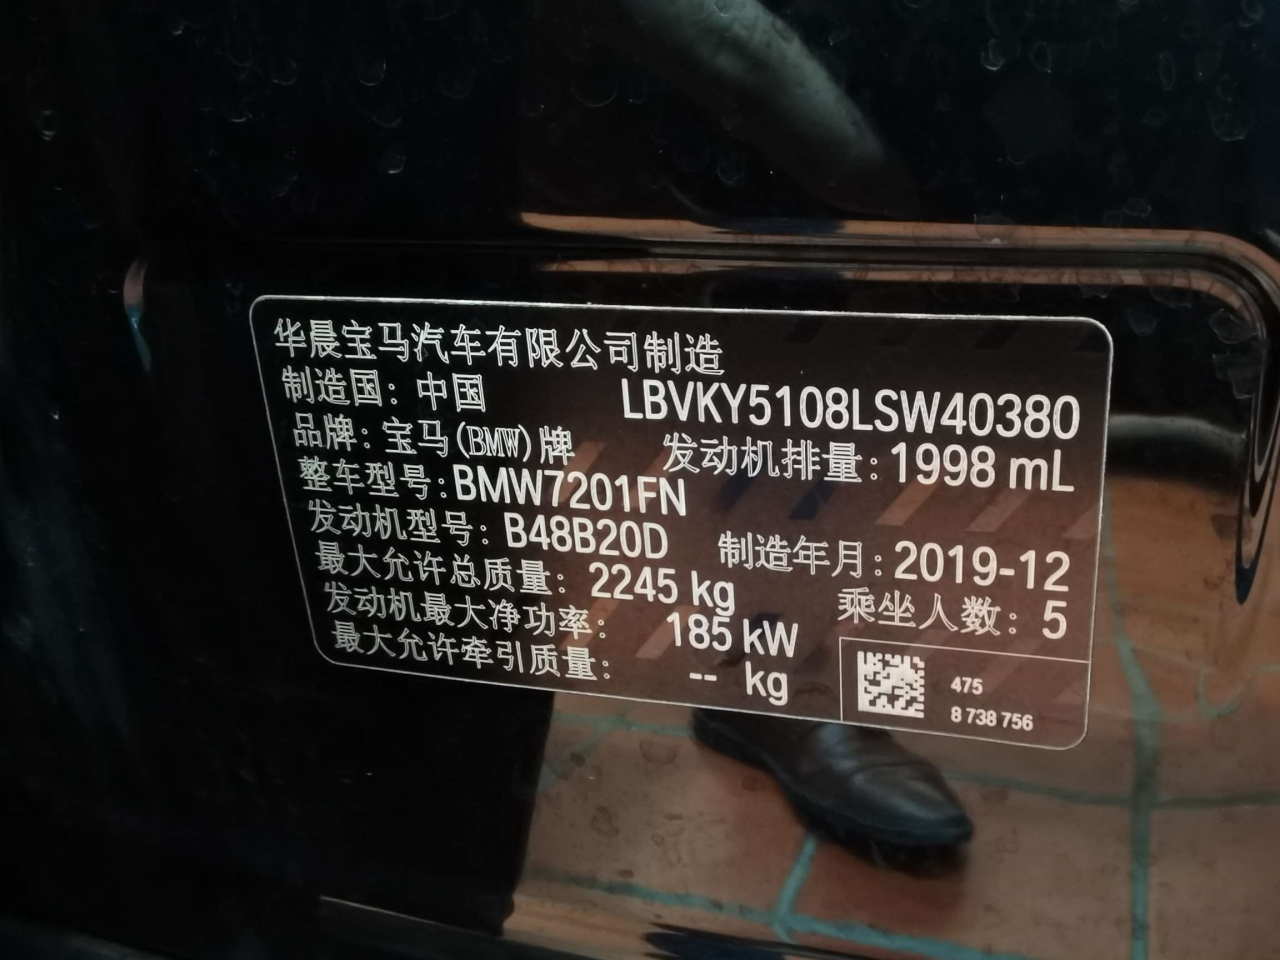 华晨宝马汽车有限公司制造
制造国：中国 LBVKY5108LSW40380
品牌：宝马(BMW)牌 发动机排量：1998 mL
整车型号：BMW7201FN
发动机型号：B48B20D 制造年月：2019-12
最大允许总质量：2245 kg 乘坐人数：5
发动机最大净功率：185 kW
最大允许牵引质量：-- kg
475
8 738 756